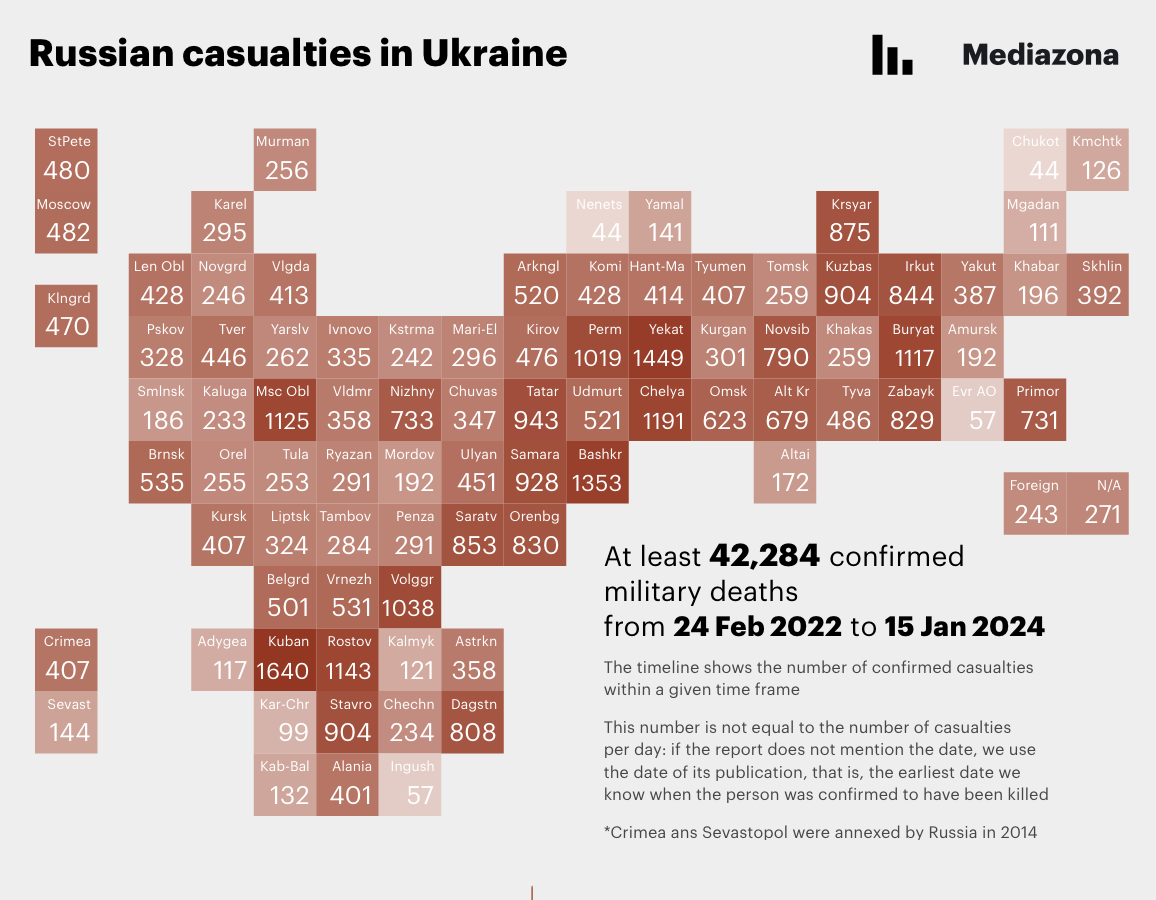 Russian casualties in Ukraine
Mediazona
StPete Murman Chukot Kmchtk
480 256 44 126
Moscow Karel Nenets Yamal Krsyar Mgadan
482 295 44 141 875 111
Len Obl Novgrd Vlgda Arkngl Komi Hant-Ma Tyumen Tomsk Kuzbas Irkut Yakut Khabar Skhlin
428 246 413 520 428 414 407 259 904 844 387 196 392
Klngrd
470
Pskov Tver Yarslv Ivnovo Kstrma Mari-El Kirov Perm Yekat Kurgan Novsib Khakas Buryat Amursk
328 446 262 335 242 296 476 1019 1449 301 790 259 1117 192
Smlnsk Kaluga Msc Obl Vldmr Nizhny Chuvas Tatar Udmurt Chelya Omsk Alt Kr Tyva Zabayk Evr AO Primor
186 233 1125 358 733 347 943 521 1191 623 679 486 829 57 731
Brnsk Orel Tula Ryazan Mordov Ulyan Samara Bashkr Altai
535 255 253 291 192 451 928 1353 172
Foreign N/A
243 271
Kursk Liptsk Tambov Penza Saratv Orenbg
407 324 284 291 853 830
Belgrd Vrnezh Volggr
501 531 1038
Crimea Adygea Kuban Rostov Kalmyk Astrkn
407 117 1640 1143 121 358
Sevast Kar-Chr Stavro Chechn Dagstn
144 99 904 234 808
Kab-Bal Alania Ingush
132 401 57
At least 42,284 confirmed
military deaths
from 24 Feb 2022 to 15 Jan 2024
The timeline shows the number of confirmed casualties
within a given time frame
This number is not equal to the number of casualties
per day: if the report does not mention the date, we use
the date of its publication, that is, the earliest date we
know when the person was confirmed to have been killed
*Crimea ans Sevastopol were annexed by Russia in 2014